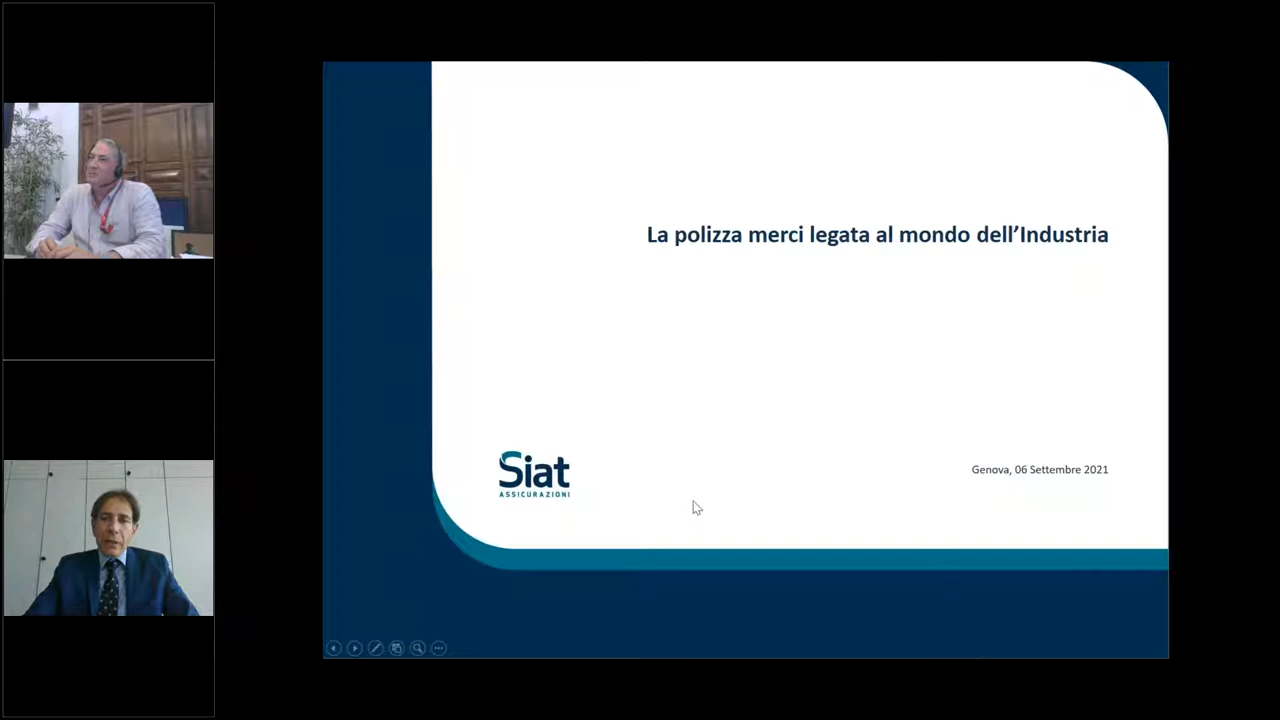 La polizza merci legata al mondo dell’Industria
Siat
ASSICURAZIONI
Genova, 06 Settembre 2021